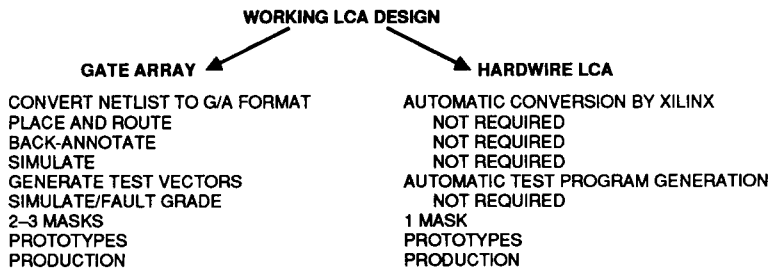 WORKING LCA DESIGN
GATE ARRAY
CONVERT NETLIST TO G/A FORMAT
PLACE AND ROUTE
BACK-ANNOTATE
SIMULATE
GENERATE TEST VECTORS
SIMULATE/FAULT GRADE
2–3 MASKS
PROTOTYPES
PRODUCTION
HARDWIRE LCA
AUTOMATIC CONVERSION BY XILINX
NOT REQUIRED
NOT REQUIRED
NOT REQUIRED
AUTOMATIC TEST PROGRAM GENERATION
NOT REQUIRED
1 MASK
PROTOTYPES
PRODUCTION